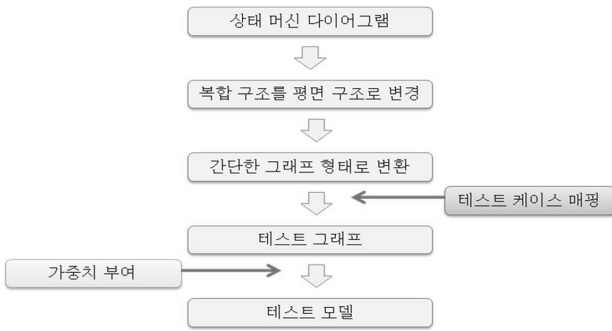 상태 머신 다이어그램
복합 구조를 평면 구조로 변경
간단한 그래프 형태로 변환
테스트 케이스 매핑
테스트 그래프
가중치 부여
테스트 모델